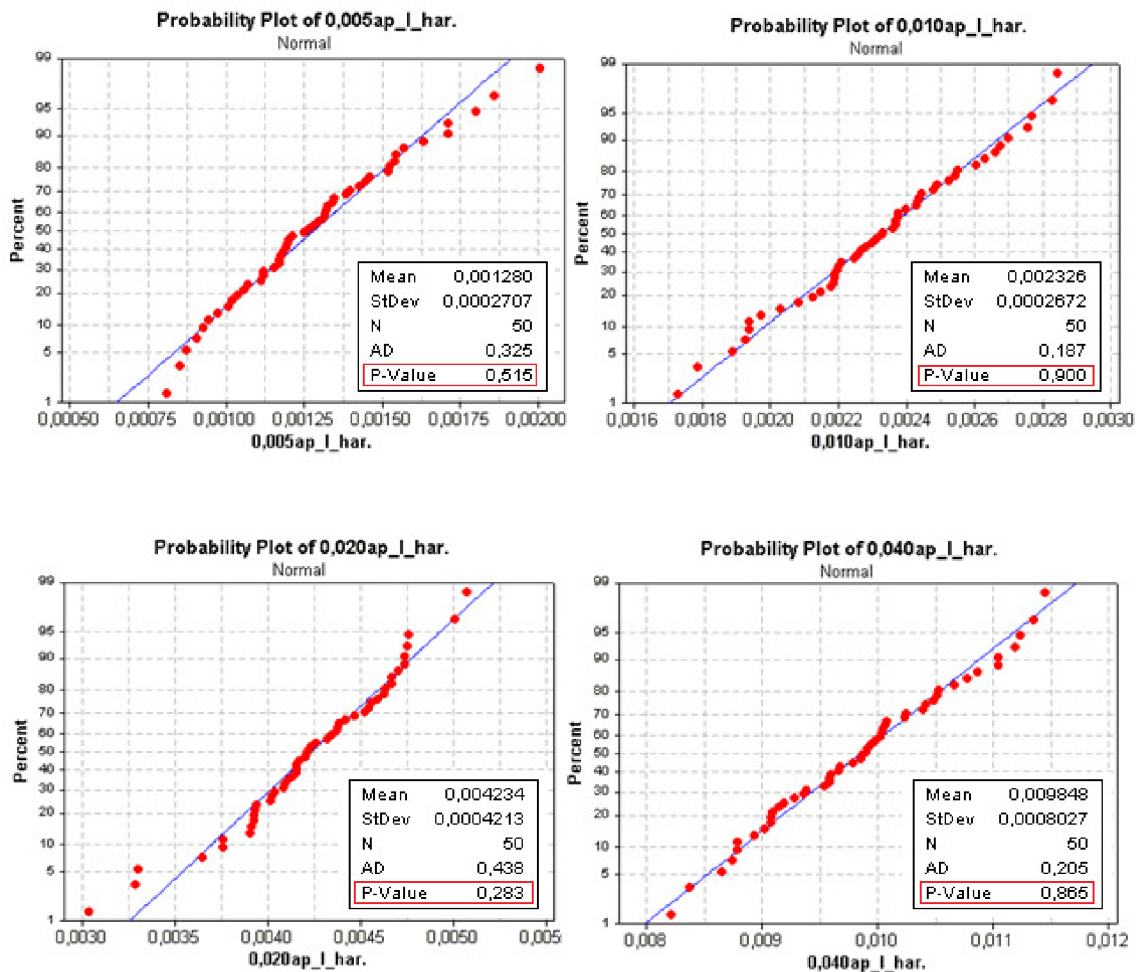 Probability Plot of 0,005ap_l_har.
Normal
99
95
90
80
70
60
50
40
30
20
10
5
1
Percent
Mean 0,001280
StDev 0,0002707
N 50
AD 0,325
P-Value 0,515
0,00050 0,00075 0,00100 0,00125 0,00150 0,00175 0,00200
0,005ap_l_har.
Probability Plot of 0,010ap_l_har.
Normal
99
95
90
80
70
60
50
40
30
20
10
5
1
Percent
Mean 0,002326
StDev 0,0002672
N 50
AD 0,187
P-Value 0,900
0,0016 0,0018 0,0020 0,0022 0,0024 0,0026 0,0028 0,0030
0,010ap_l_har.
Probability Plot of 0,020ap_l_har.
Normal
99
95
90
80
70
60
50
40
30
20
10
5
1
Percent
Mean 0,004234
StDev 0,0004213
N 50
AD 0,438
P-Value 0,283
0,0030 0,0035 0,0040 0,0045 0,0050 0,005
0,020ap_l_har.
Probability Plot of 0,040ap_l_har.
Normal
99
95
90
80
70
60
50
40
30
20
10
5
1
Percent
Mean 0,009848
StDev 0,0008027
N 50
AD 0,205
P-Value 0,865
0,008 0,009 0,010 0,011 0,012
0,040ap_l_har.